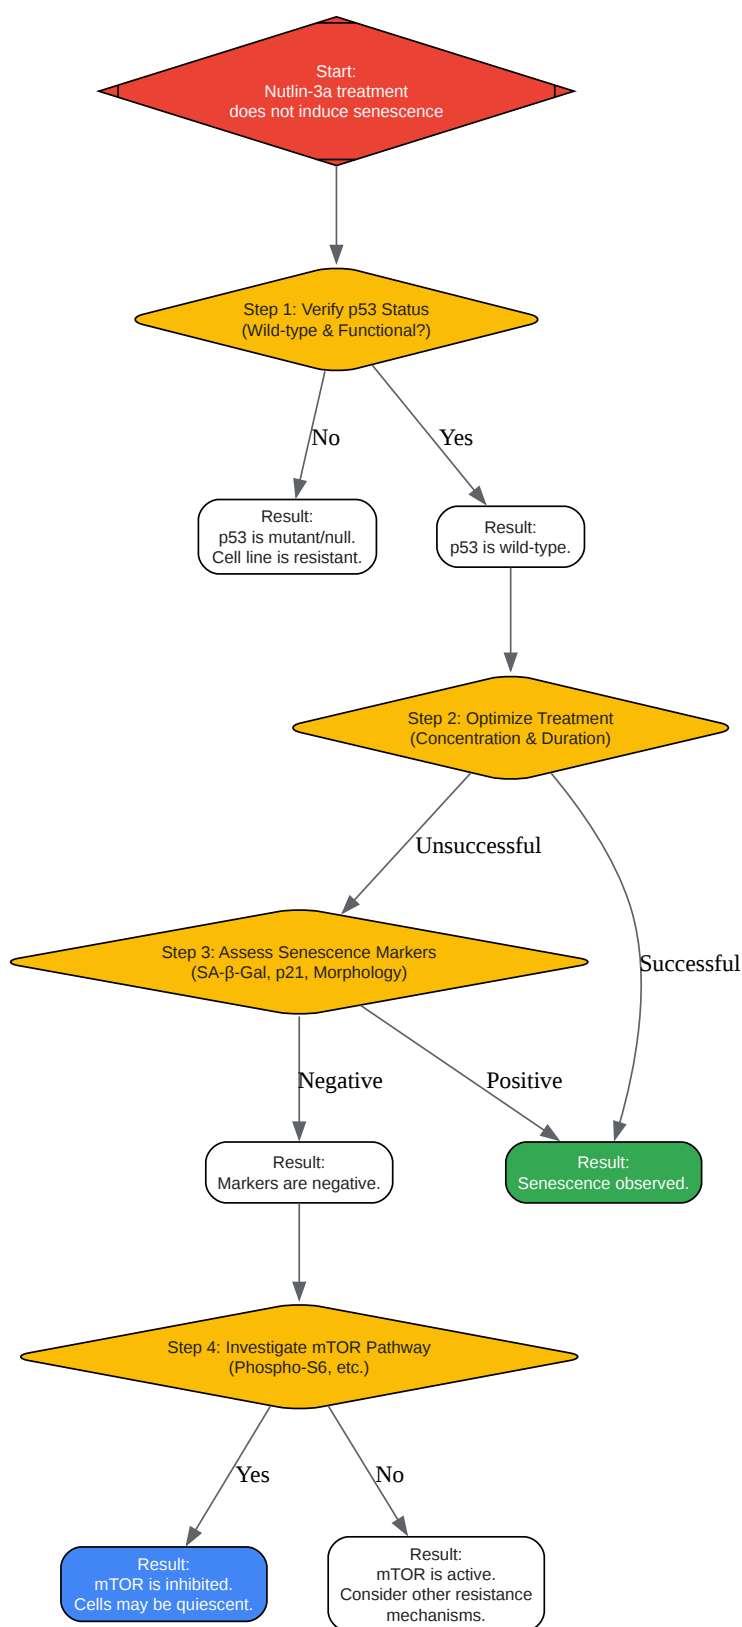 Start:
Nutlin-3a treatment
does not induce senescence
Step 1: Verify p53 Status
(Wild-type & Functional?)
No
Yes
Result:
p53 is mutant/null.
Cell line is resistant.
Result:
p53 is wild-type.
Step 2: Optimize Treatment
(Concentration & Duration)
Unsuccessful
Successful
Step 3: Assess Senescence Markers
(SA-β-Gal, p21, Morphology)
Negative
Positive
Result:
Markers are negative.
Result:
Senescence observed.
Step 4: Investigate mTOR Pathway
(Phospho-S6, etc.)
Yes
No
Result:
mTOR is inhibited.
Cells may be quiescent.
Result:
mTOR is active.
Consider other resistance
mechanisms.